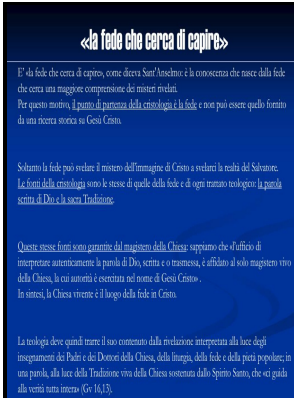 «la fede che cerca di capire»
E' «la fede che cerca di capire», come diceva Sant'Anselmo: è la conoscenza che nasce dalla fede
che cerca una maggiore comprensione dei misteri rivelati.
Per questo motivo, il punto di partenza della cristologia è la fede e non può essere quello fornito
da una ricerca storica su Gesù Cristo.
Soltanto la fede può svelare il mistero dell'immagine di Cristo a svelarci la realtà del Salvatore.
Le fonti della cristologia sono le stesse di quelle della fede e di ogni trattato teologico: la parola
scritta di Dio e la sacra Tradizione.
Queste stesse fonti sono garantite dal magistero della Chiesa: sappiamo che «l'ufficio di
interpretare autenticamente la parola di Dio, scritta e o trasmessa, è affidato al solo magistero vivo
della Chiesa, la cui autorità è esercitata nel nome di Gesù Cristo» .
In sintesi, la Chiesa vivente è il luogo della fede in Cristo.
La teologia deve quindi trarre il suo contenuto dalla rivelazione interpretata alla luce degli
insegnamenti dei Padri e dei Dottori della Chiesa, della liturgia, della fede e della pietà popolare; in
una parola, alla luce della Tradizione viva della Chiesa sostenuta dallo Spirito Santo, che «ci guida
alla verità tutta intera» (Gv 16,13).